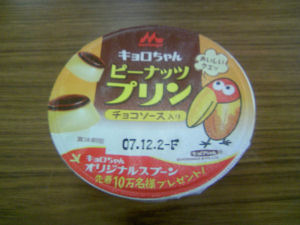 森永
キョロちゃん
ピーナッツ
プリン
チョコソース入り
おいしい
クエッ
07.12.2-F
キョロちゃん
オリジナルスプーン
10万名様プレゼント!